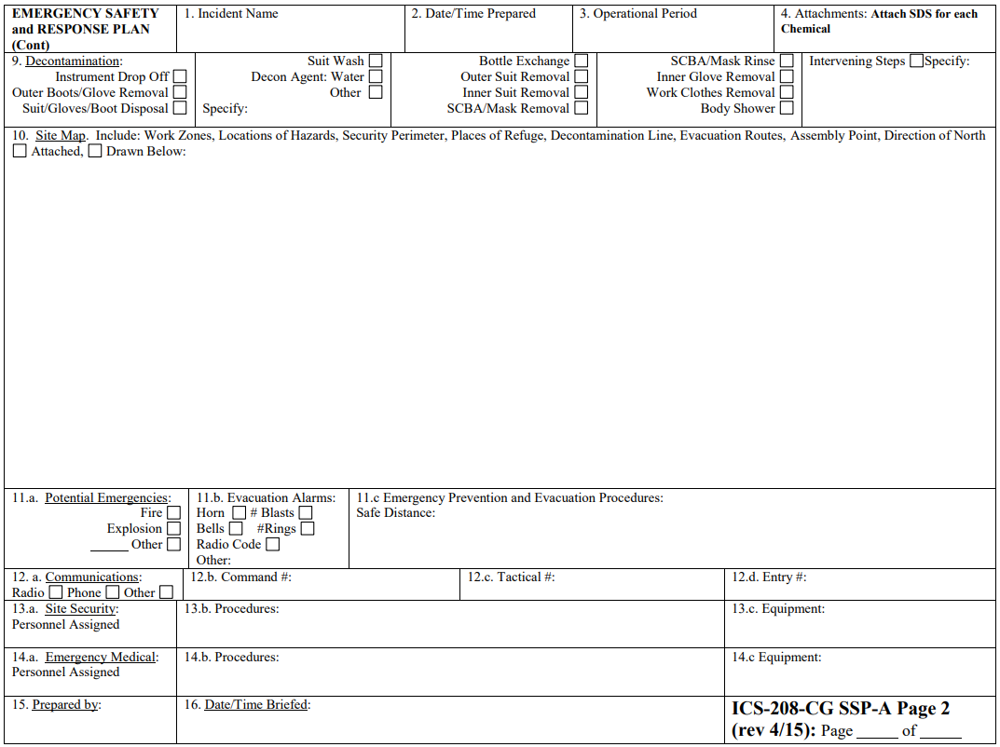 EMERGENCY SAFETY
and RESPONSE PLAN
(Cont)
1. Incident Name
2. Date/Time Prepared
3. Operational Period
4. Attachments: Attach SDS for each
Chemical
9. Decontamination:
Instrument Drop Off
Outer Boots/Glove Removal
Suit/Gloves/Boot Disposal
Suit Wash
Decon Agent: Water
Other
Specify:
Bottle Exchange
Outer Suit Removal
Inner Suit Removal
SCBA/Mask Removal
SCBA/Mask Rinse
Inner Glove Removal
Work Clothes Removal
Body Shower
Intervening Steps Specify:
10. Site Map. Include: Work Zones, Locations of Hazards, Security Perimeter, Places of Refuge, Decontamination Line, Evacuation Routes, Assembly Point, Direction of North
Attached, Drawn Below:
11.a. Potential Emergencies:
Fire
Explosion
______ Other
11.b. Evacuation Alarms:
Horn # Blasts
Bells #Rings
Radio Code
Other:
11.c Emergency Prevention and Evacuation Procedures:
Safe Distance:
12. a. Communications:
Radio Phone Other
12.b. Command #:
12.c. Tactical #:
12.d. Entry #:
13.a. Site Security:
Personnel Assigned
13.b. Procedures:
13.c. Equipment:
14.a. Emergency Medical:
Personnel Assigned
14.b. Procedures:
14.c Equipment:
15. Prepared by:
16. Date/Time Briefed:
ICS-208-CG SSP-A Page 2
(rev 4/15): Page _____ of _____